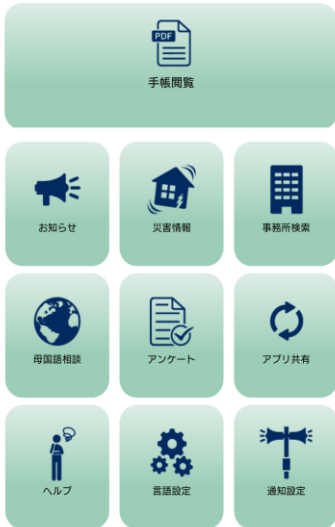 PDF
手帳閲覧
お知らせ
災害情報
事務所検索
母国語相談
アンケート
アプリ共有
ヘルプ
言語設定
通知設定